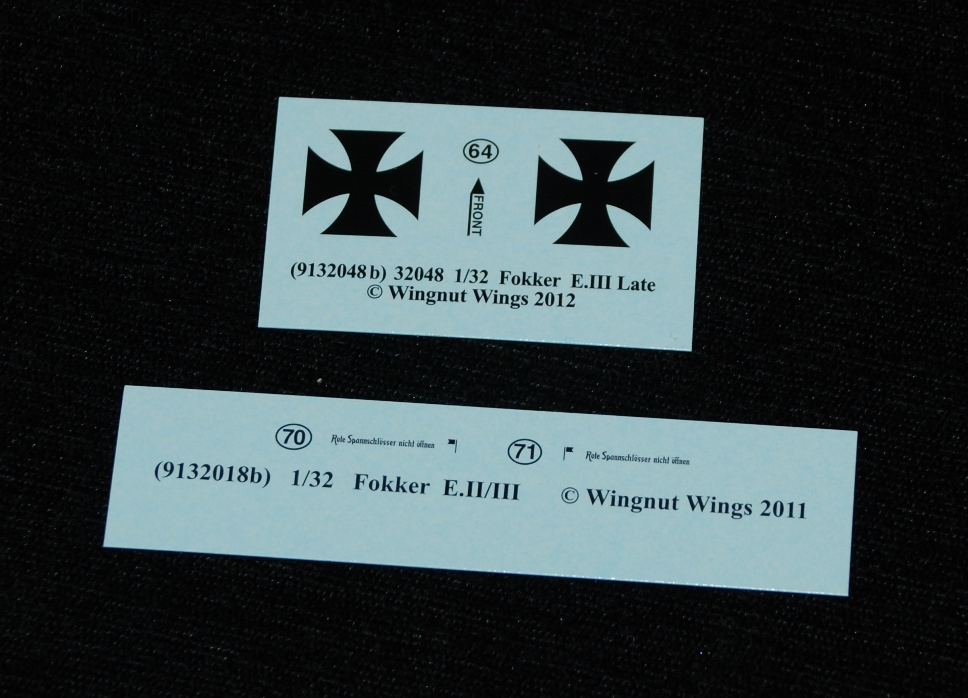 64
FRONT
(9132048b) 32048 1/32 Fokker E.III Late
© Wingnut Wings 2012
70 Rote Spannschlösser nicht öffnen 71 Rote Spannschlösser nicht öffnen
(9132018b) 1/32 Fokker E.II/III © Wingnut Wings 2011